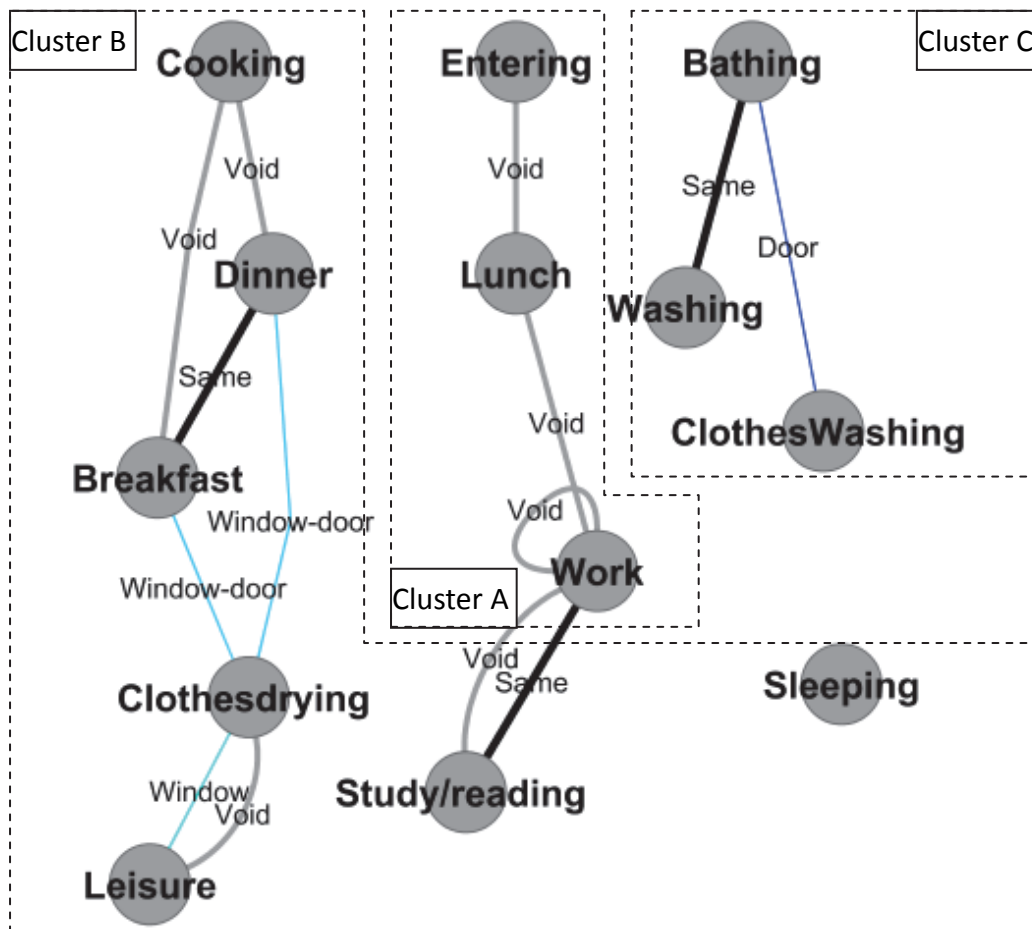 Cluster B
Cooking
Entering
Bathing
Cluster C
Void
Void
Same
Void
Door
Dinner
Lunch
Washing
Same
Void
ClothesWashing
Breakfast
Void
Window-door
Work
Window-door
Cluster A
Void
Same
Clothesdrying
Sleeping
Window
Void
Study/reading
Leisure